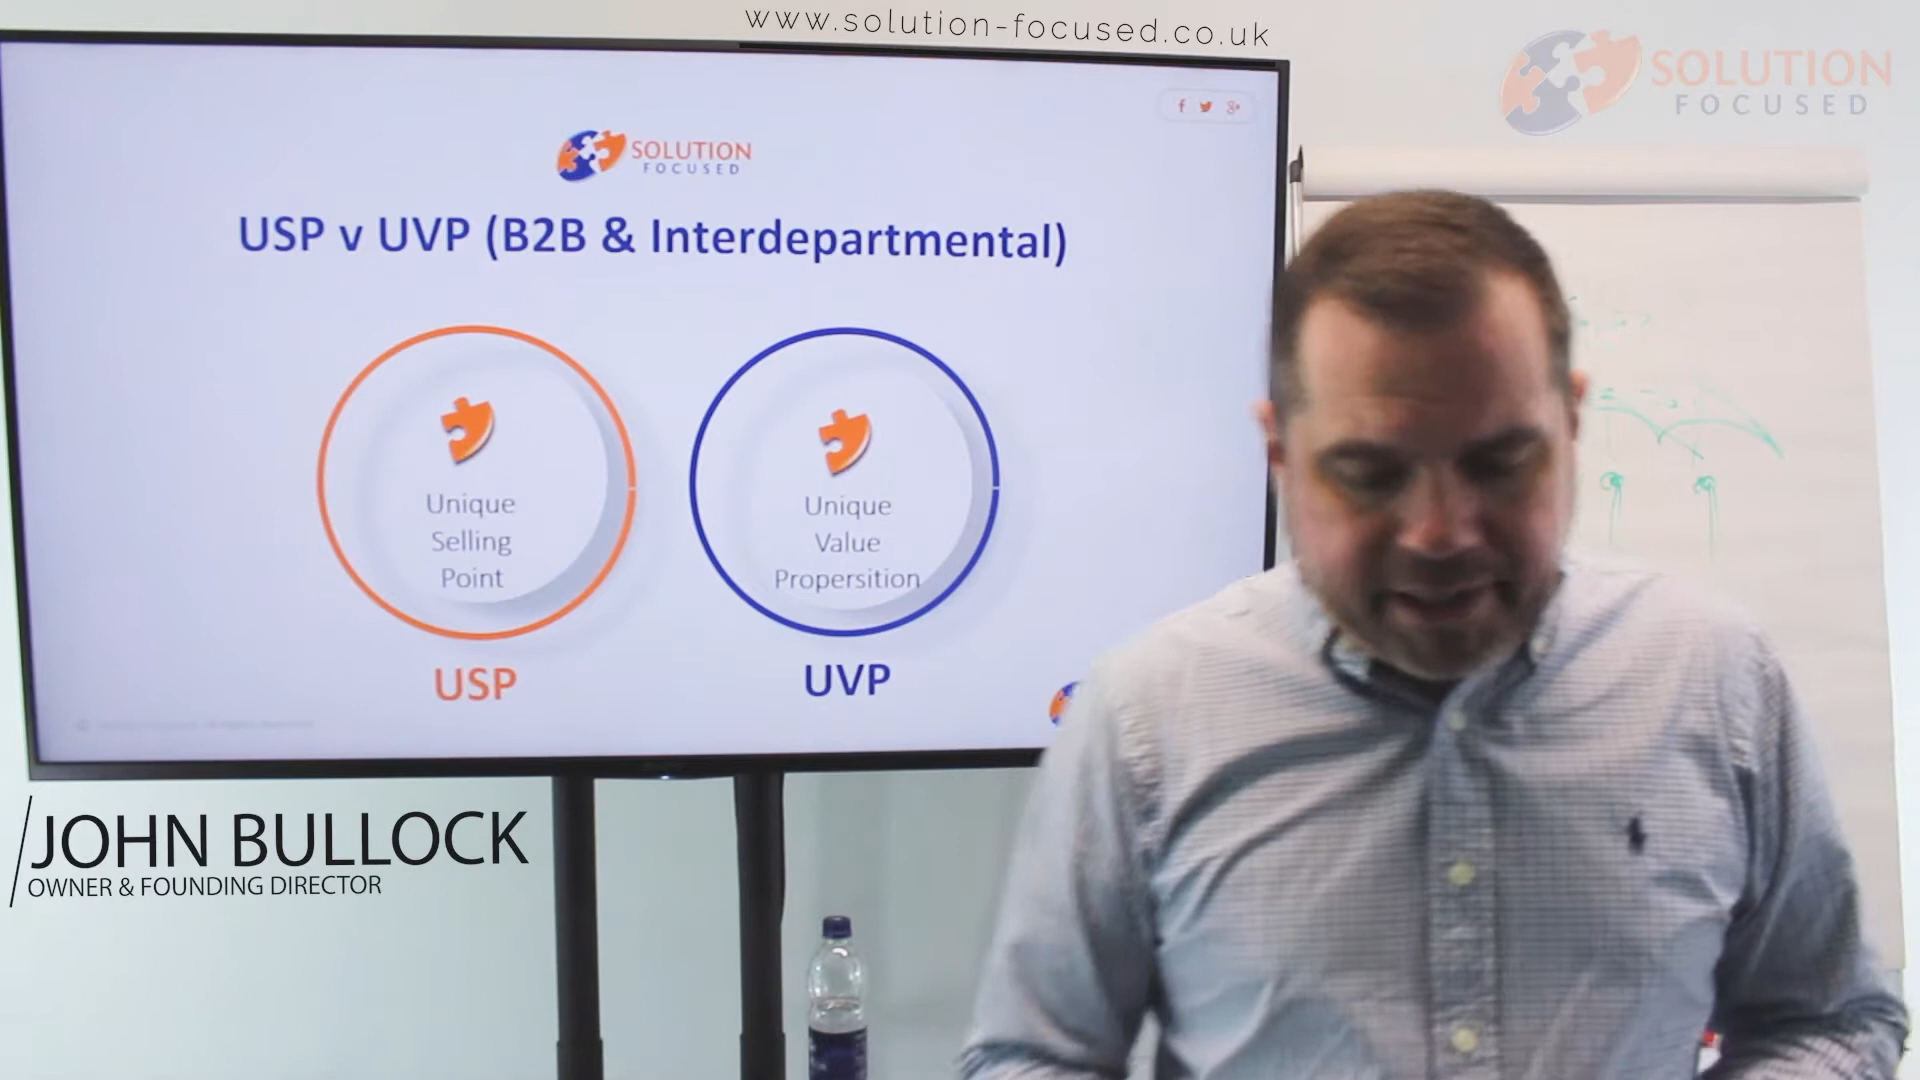 www.solution-focused.co.uk
SOLUTION
FOCUSED
SOLUTION
FOCUSED
USP v UVP (B2B & Interdepartmental)
Unique
Selling
Point
USP
Unique
Value
Propersition
UVP
JOHN BULLOCK
OWNER & FOUNDING DIRECTOR